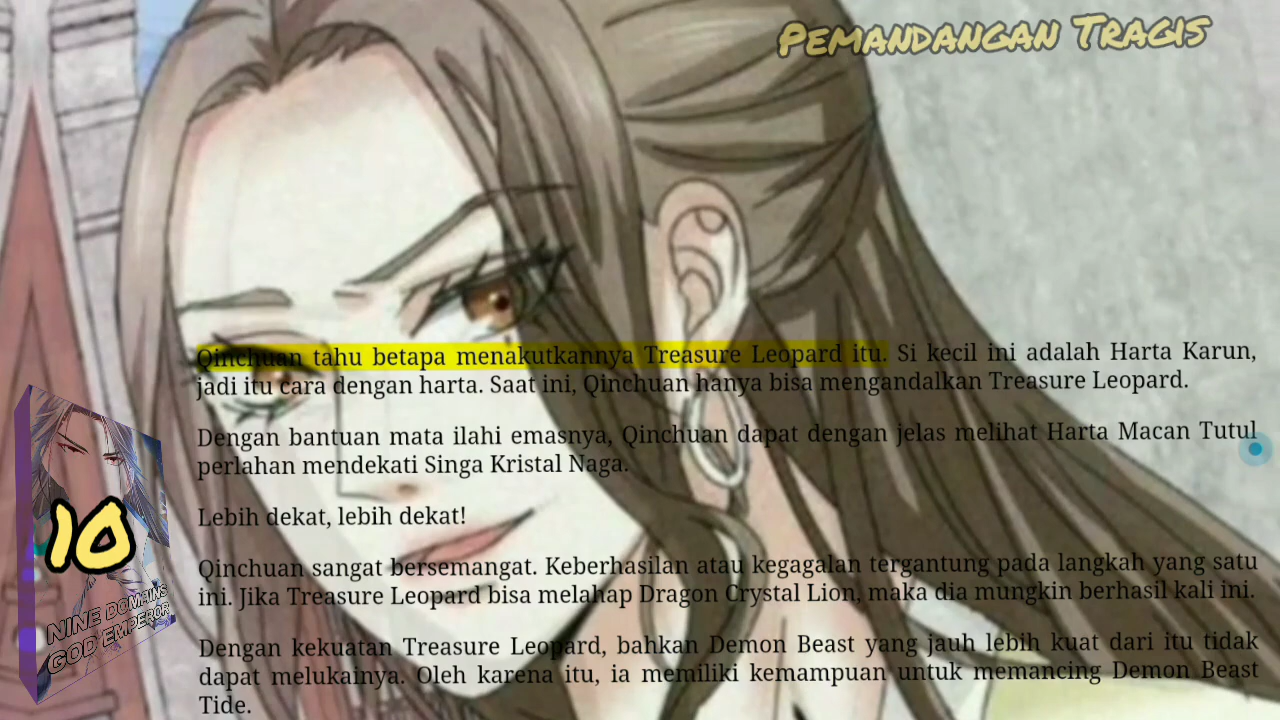 Pemandangan Tragis
Qinchuan tahu betapa menakutkannya Treasure Leopard itu. Si kecil ini adalah Harta Karun,
jadi itu cara dengan harta. Saat ini, Qinchuan hanya bisa mengandalkan Treasure Leopard.
Dengan bantuan mata ilahi emasnya, Qinchuan dapat dengan jelas melihat Harta Macan Tutul
perlahan mendekati Singa Kristal Naga.
Lebih dekat, lebih dekat!
Qinchuan sangat bersemangat. Keberhasilan atau kegagalan tergantung pada langkah yang satu
ini. Jika Treasure Leopard bisa melahap Dragon Crystal Lion, maka dia mungkin berhasil kali ini.
Dengan kekuatan Treasure Leopard, bahkan Demon Beast yang jauh lebih kuat dari itu tidak
dapat melukainya. Oleh karena itu, ia memiliki kemampuan untuk memancing Demon Beast
Tide.
10
NINE DOMAINS
GOD EMPEROR